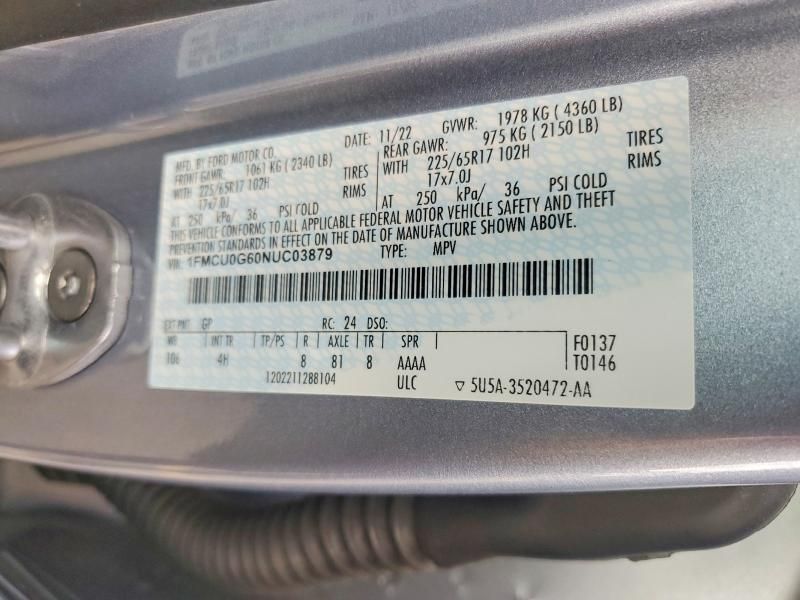 MFD. BY FORD MOTOR CO.
DATE: 11/22 GVWR: 1978 KG ( 4360 LB)
FRONT GAWR: 1061 KG ( 2340 LB)
REAR GAWR: 975 KG ( 2150 LB)
WITH 225/65R17 102H TIRES
WITH 225/65R17 102H TIRES
17x7.0J RIMS
17x7.0J RIMS
AT 250 kPa/ 36 PSI COLD
AT 250 kPa/ 36 PSI COLD
THIS VEHICLE CONFORMS TO ALL APPLICABLE FEDERAL MOTOR VEHICLE SAFETY AND THEFT
PREVENTION STANDARDS IN EFFECT ON THE DATE OF MANUFACTURE SHOWN ABOVE.
VIN: 1FMCU0G60NUC03879 TYPE: MPV
EXT PNT: GP RC: 24 DSO:
WB INT TR TP/PS R AXLE TR SPR
106 4H 8 81 8 AAAA
F0137
T0146
1202211288104 ULC
▽ 5U5A-3520472-AA